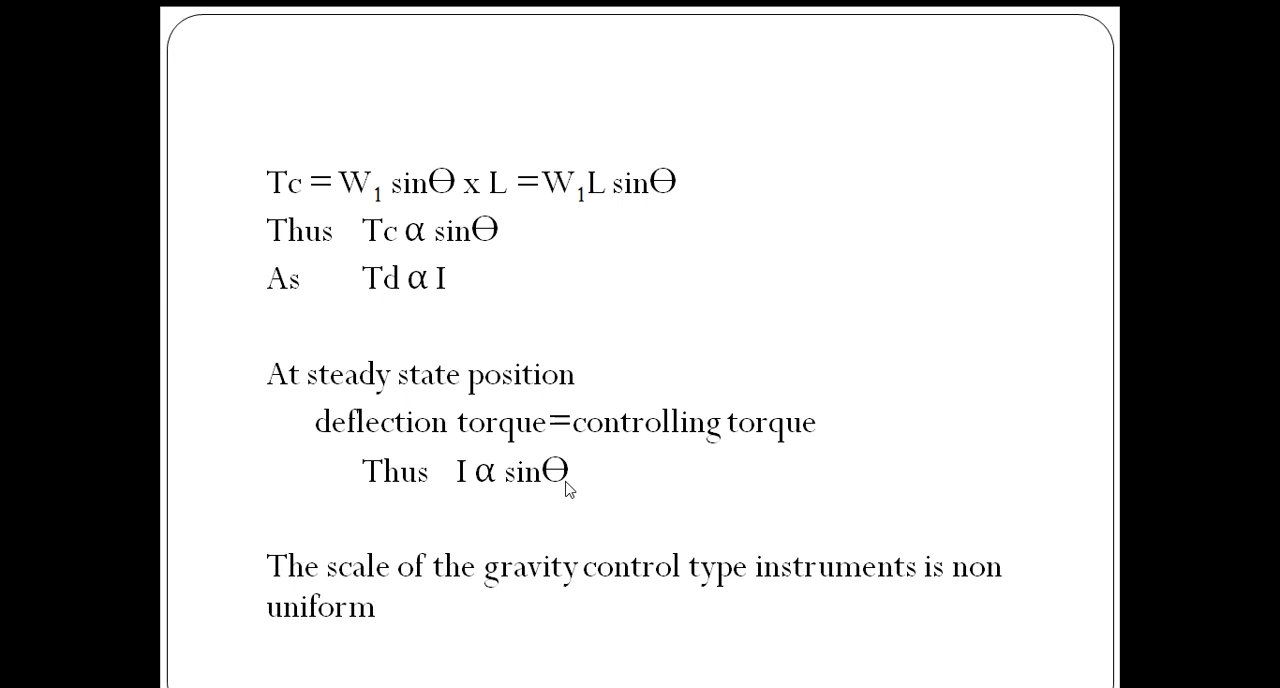 Tc = W₁ sinϴ x L =W₁L sinϴ
Thus Tc α sinϴ
As Td α I
At steady state position
deflection torque=controlling torque
Thus I α sinϴ
The scale of the gravity control type instruments is non
uniform